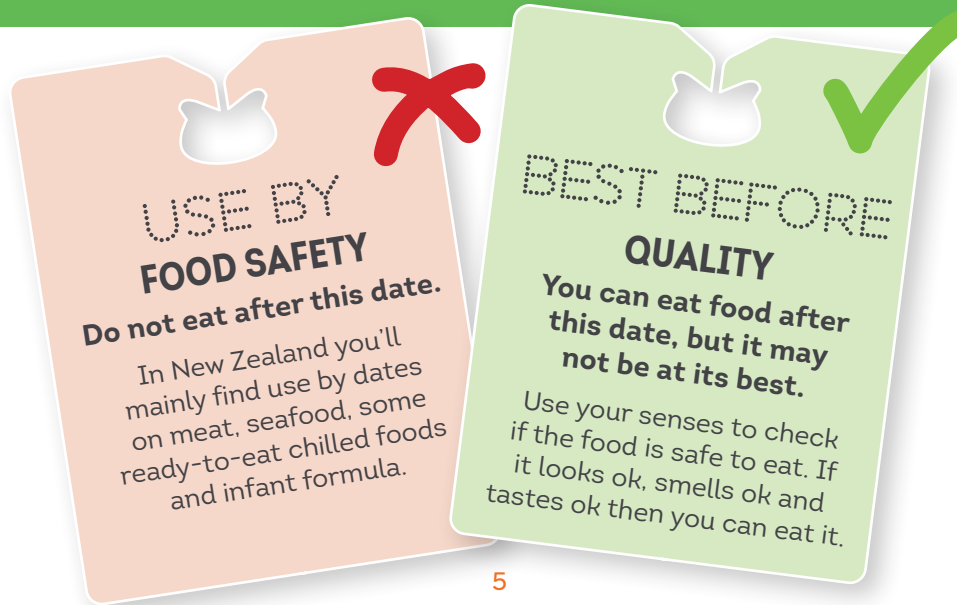 USE BY
FOOD SAFETY
Do not eat after this date.
In New Zealand you'll
mainly find use by dates
on meat, seafood, some
ready-to-eat chilled foods
and infant formula.
BEST BEFORE
QUALITY
You can eat food after
this date, but it may
not be at its best.
Use your senses to check
if the food is safe to eat. If
it looks ok, smells ok and
tastes ok then you can eat it.
5